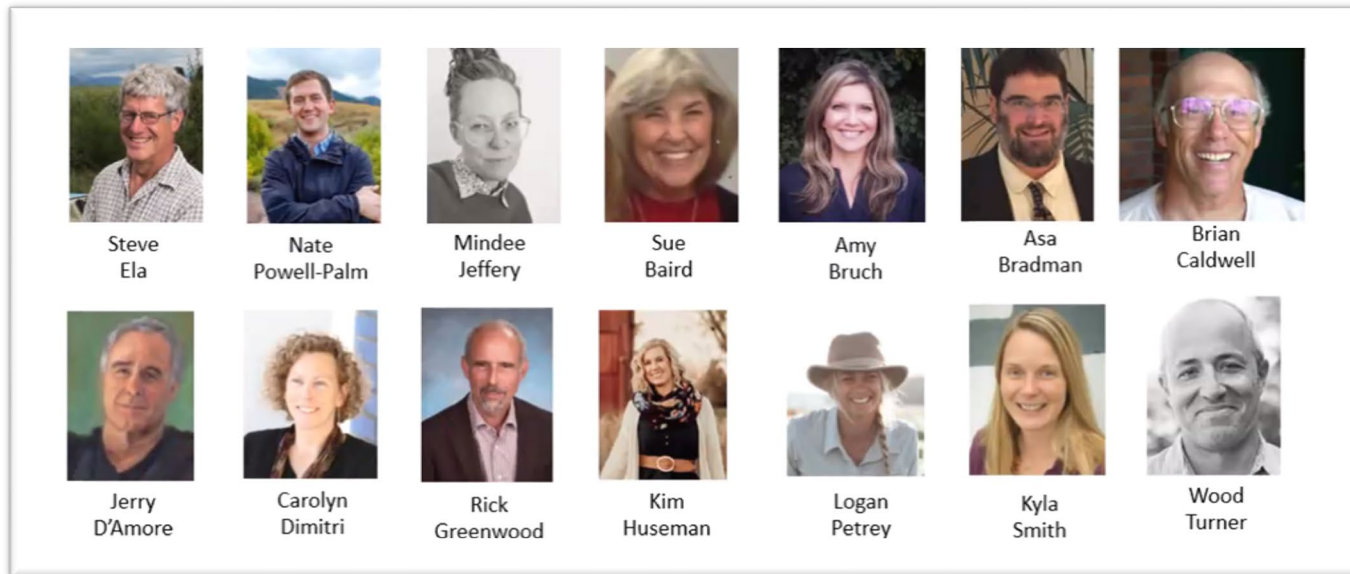 Steve
Ela
Nate
Powell-Palm
Mindee
Jeffery
Sue
Baird
Amy
Bruch
Asa
Bradman
Brian
Caldwell
Jerry
D’Amore
Carolyn
Dimitri
Rick
Greenwood
Kim
Huseman
Logan
Petrey
Kyla
Smith
Wood
Turner